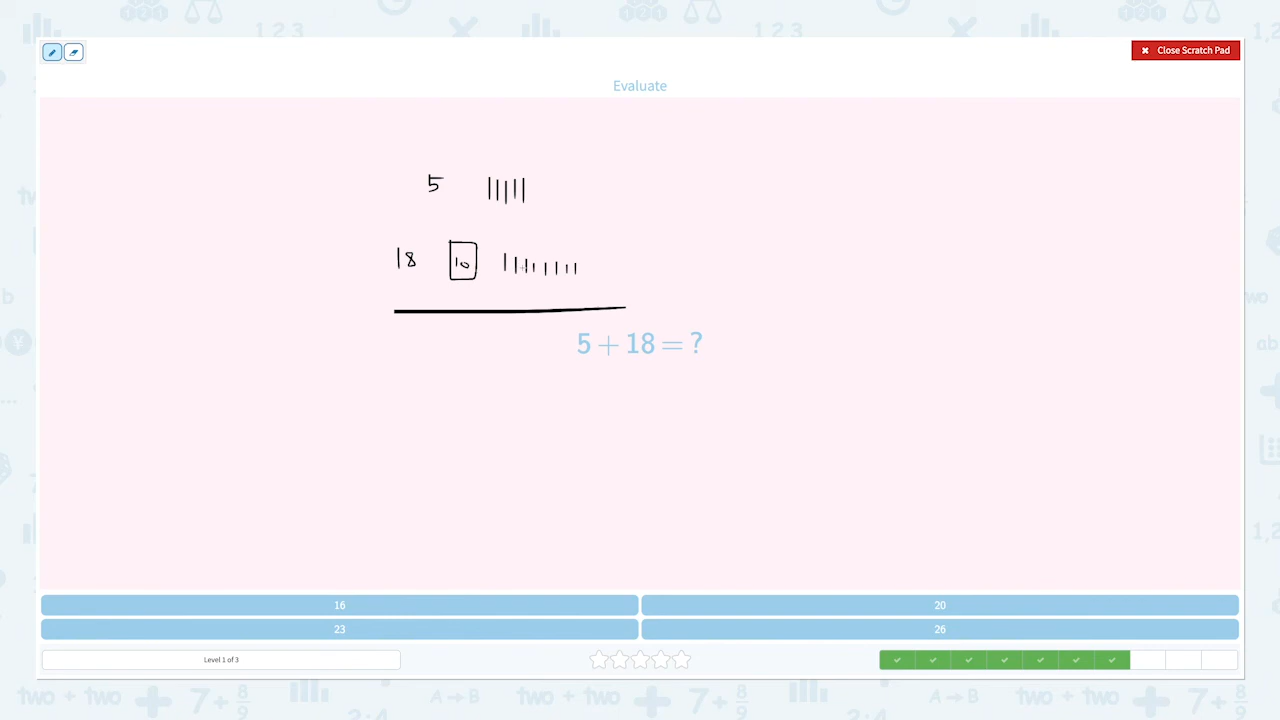 Close Scratch Pad
Evaluate
5
18 10
5 + 18 = ?
16 20
23 26
Level 1 of 3